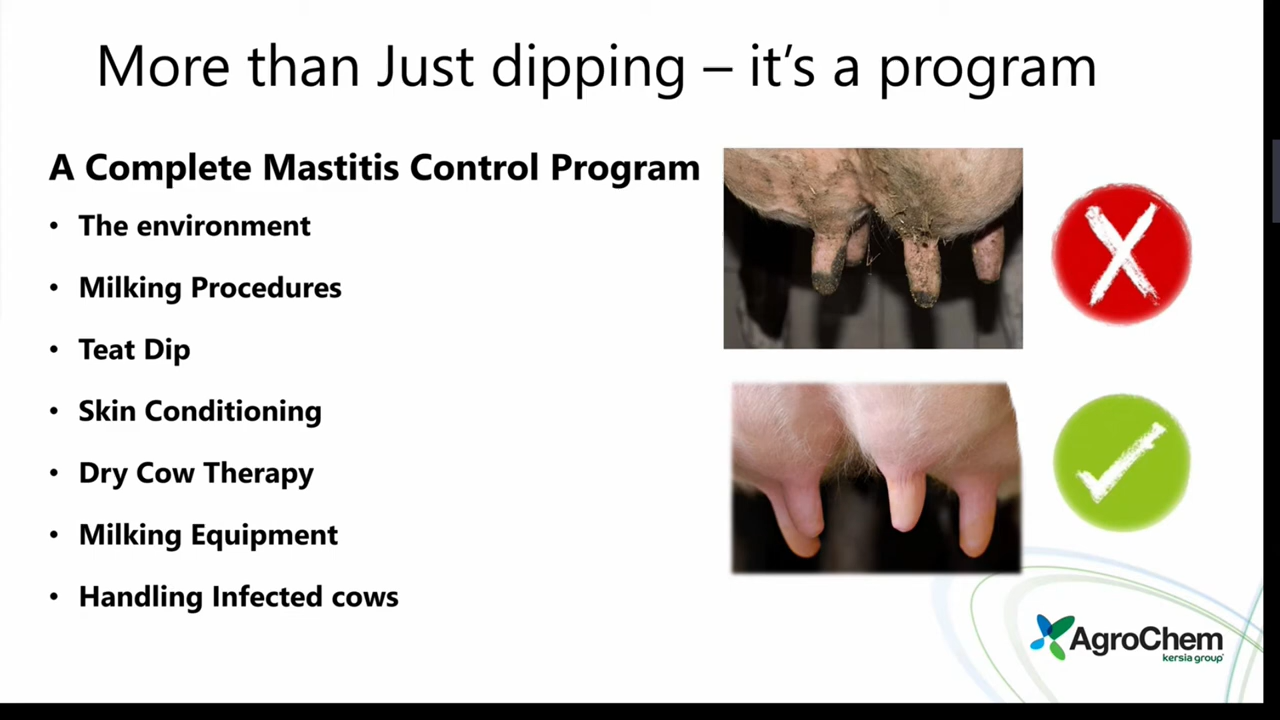 More than Just dipping – it's a program
A Complete Mastitis Control Program
• The environment
• Milking Procedures
• Teat Dip
• Skin Conditioning
• Dry Cow Therapy
• Milking Equipment
• Handling Infected cows
AgroChem
kersia group